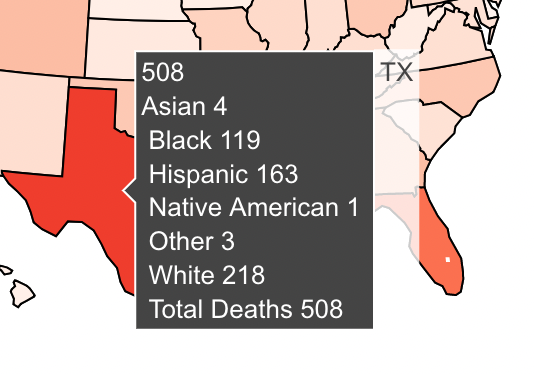 508
TX
Asian 4
Black 119
Hispanic 163
Native American 1
Other 3
White 218
Total Deaths 508